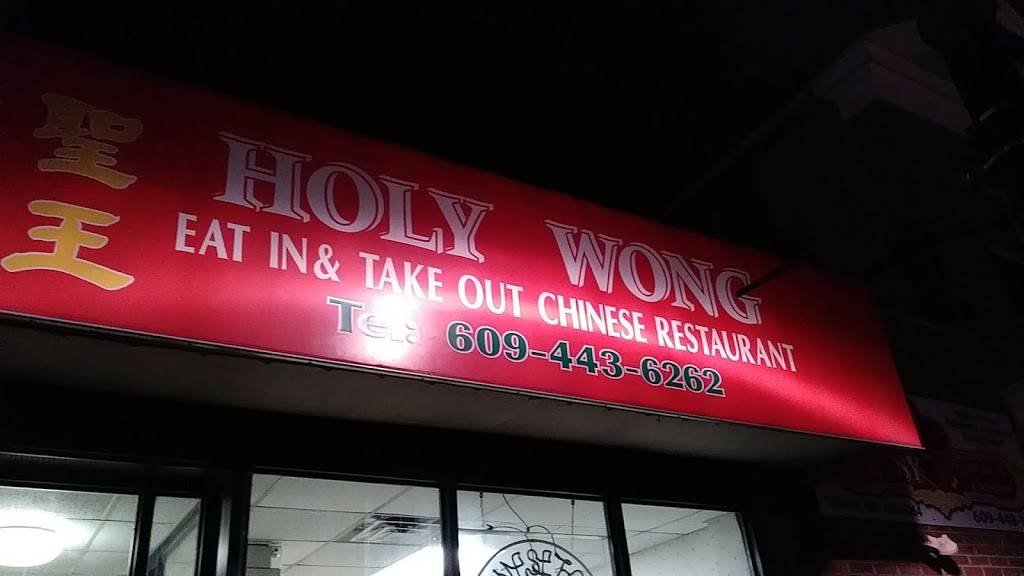 聖王
HOLY WONG
EAT IN & TAKE OUT CHINESE RESTAURANT
Tel: 609-443-6262